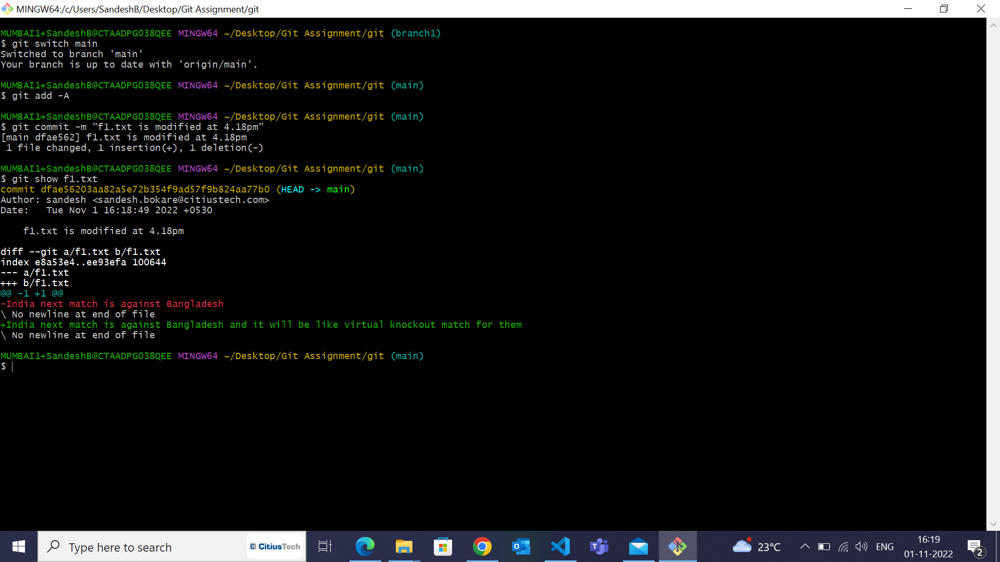 MINGW64:/c/Users/SandeshB/Desktop/Git Assignment/git
MUMBAI1+SandeshB@CTAADPG038QEE MINGW64 ~/Desktop/Git Assignment/git (branch1)
$ git switch main
Switched to branch 'main'
Your branch is up to date with 'origin/main'.
MUMBAI1+SandeshB@CTAADPG038QEE MINGW64 ~/Desktop/Git Assignment/git (main)
$ git add -A
MUMBAI1+SandeshB@CTAADPG038QEE MINGW64 ~/Desktop/Git Assignment/git (main)
$ git commit -m "f1.txt is modified at 4.18pm"
[main dfae562] f1.txt is modified at 4.18pm
 1 file changed, 1 insertion(+), 1 deletion(-)
MUMBAI1+SandeshB@CTAADPG038QEE MINGW64 ~/Desktop/Git Assignment/git (main)
$ git show f1.txt
commit dfae56203aa82a5e72b354f9ad57f9b824aa77b0 (HEAD -> main)
Author: sandesh <sandesh.bokare@citiustech.com>
Date:   Tue Nov 1 16:18:49 2022 +0530
    f1.txt is modified at 4.18pm
diff --git a/f1.txt b/f1.txt
index e8a53e4..ee93efa 100644
--- a/f1.txt
+++ b/f1.txt
@@ -1 +1 @@
-India next match is against Bangladesh
\ No newline at end of file
+India next match is against Bangladesh and it will be like virtual knockout match for them
\ No newline at end of file
MUMBAI1+SandeshB@CTAADPG038QEE MINGW64 ~/Desktop/Git Assignment/git (main)
$
Type here to search
CitiusTech
23°C
ENG
16:19
01-11-2022
2